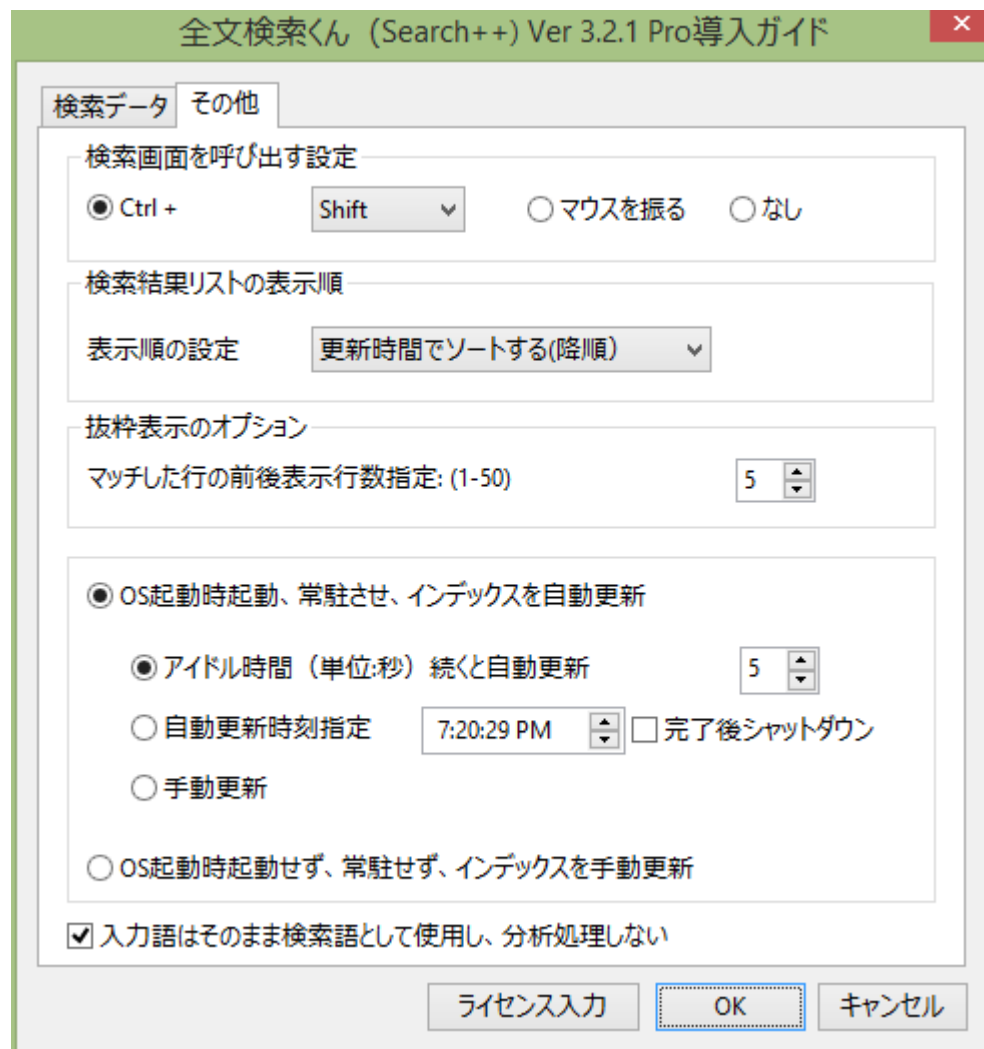 全文検索くん（Search++) Ver 3.2.1 Pro導入ガイド
検索データ その他
検索画面を呼び出す設定
Ctrl + Shift マウスを振る なし
検索結果リストの表示順
表示順の設定 更新時間でソートする(降順）
抜粋表示のオプション
マッチした行の前後表示行数指定: (1-50) 5
OS起動時起動、常駐させ、インデックスを自動更新
アイドル時間（単位:秒）続くと自動更新 5
自動更新時刻指定 7:20:29 PM 完了後シャットダウン
手動更新
OS起動時起動せず、常駐せず、インデックスを手動更新
入力語はそのまま検索語として使用し、分析処理しない
ライセンス入力 OK キャンセル